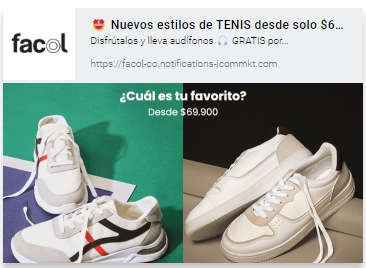 facol
🤩 Nuevos estilos de TENIS desde solo $6...
Disfrútalos y lleva audífonos 🎧 GRATIS por...
https://facol-co.notifications-icommkt.com...
¿Cuál es tu favorito?
Desde $69.900